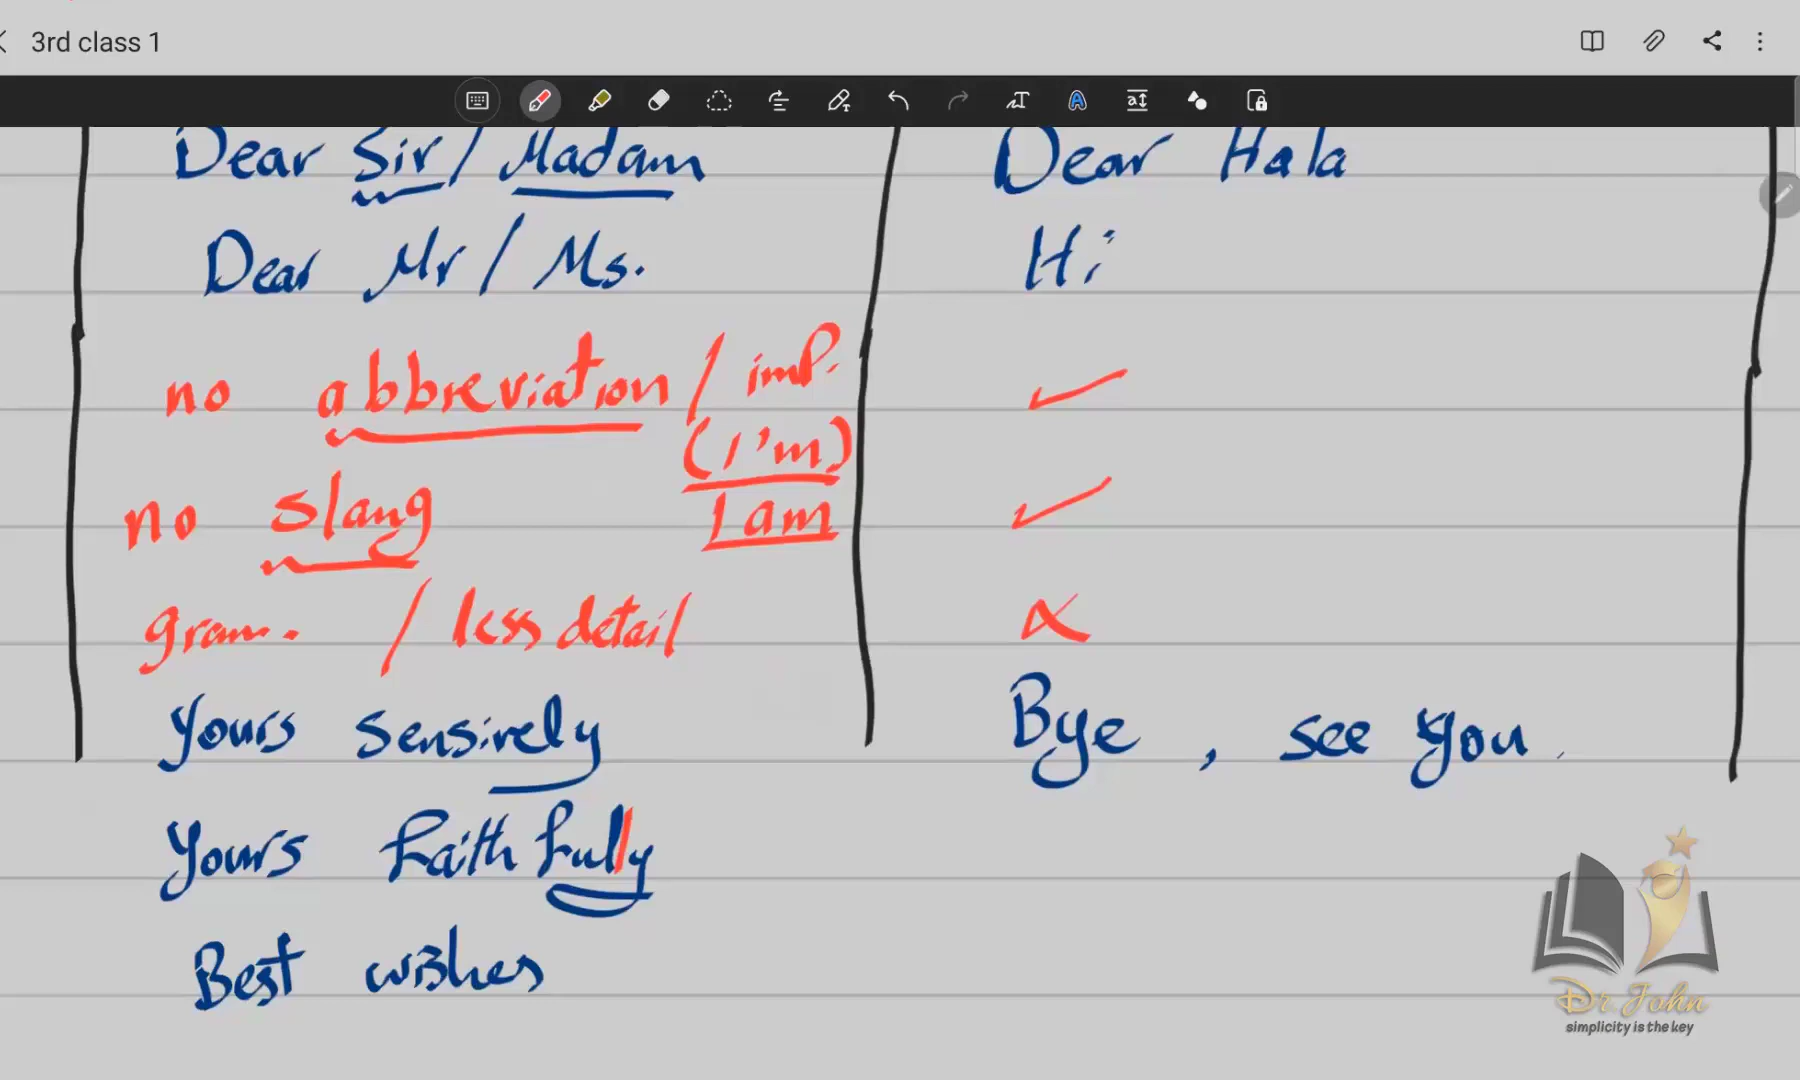 3rd class 1
Dear Sir / Madam
Dear Hala
Dear Mr / Ms.
Hi
no abbreviation / imp.
(I'm)
I am
no slang
gram. / less detail
Yours sensirely
Bye, see you.
Yours faithfully
Best wishes
Dr. John
simplicity is the key